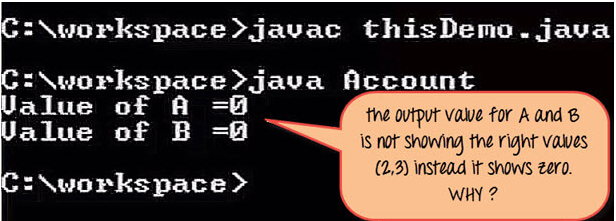 C:\workspace>javac thisDemo.java
C:\workspace>java Account
Value of A =0
Value of B =0
C:\workspace>
the output value for A and B
is not showing the right values
(2,3) instead it shows zero.
WHY ?